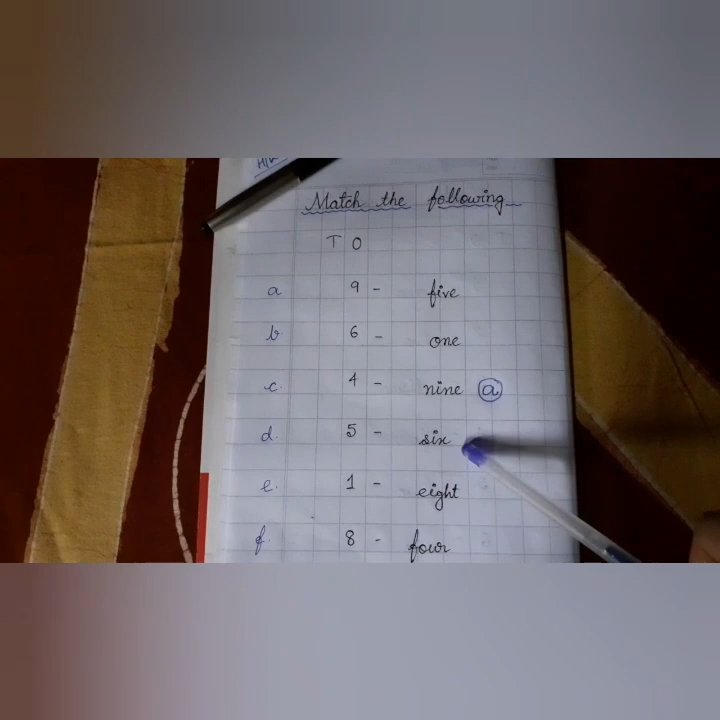 H/W
Match the following
T O
a 9 - five
b. 6 - one
c. 4 - nine (a)
d. 5 - six
e. 1 - eight
f. 8 - four